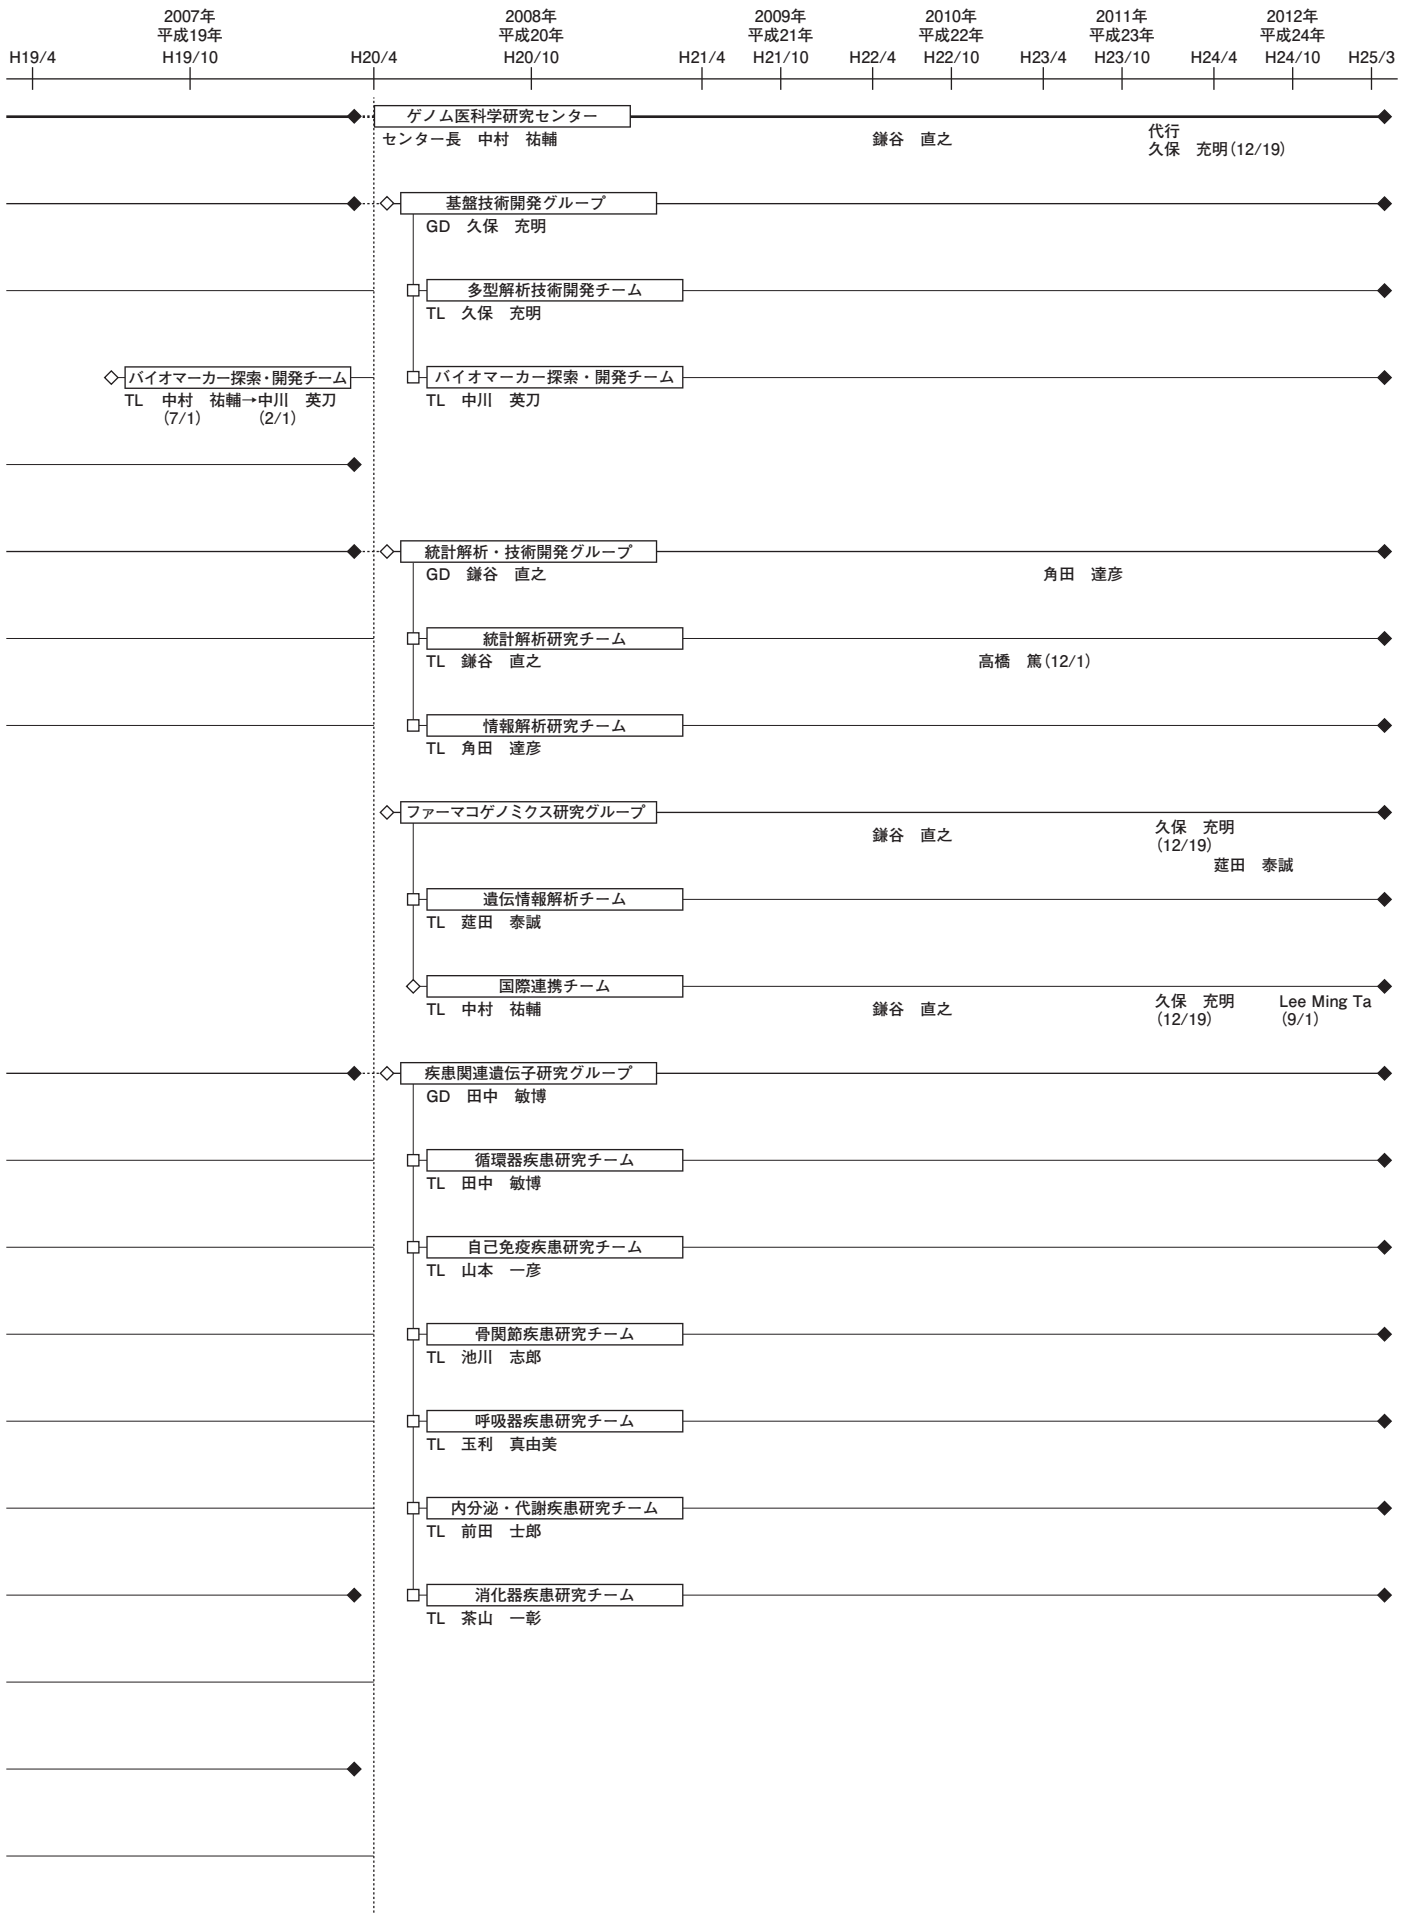 2007年 2008年 2009年 2010年 2011年 2012年
平成19年 平成20年 平成21年 平成22年 平成23年 平成24年
H19/4 H19/10 H20/4 H20/10 H21/4 H21/10 H22/4 H22/10 H23/4 H23/10 H24/4 H24/10 H25/3
ゲノム医科学研究センター
センター長 中村 祐輔 鎌谷 直之 代行
久保 充明(12/19)
基盤技術開発グループ
GD 久保 充明
多型解析技術開発チーム
TL 久保 充明
バイオマーカー探索・開発チーム バイオマーカー探索・開発チーム
TL 中村 祐輔→中川 英刀 TL 中川 英刀
(7/1) (2/1)
統計解析・技術開発グループ
GD 鎌谷 直之 角田 達彦
統計解析研究チーム
TL 鎌谷 直之 高橋 篤(12/1)
情報解析研究チーム
TL 角田 達彦
ファーマコゲノミクス研究グループ
鎌谷 直之 久保 充明
(12/19)
莚田 泰誠
遺伝情報解析チーム
TL 莚田 泰誠
国際連携チーム
TL 中村 祐輔 鎌谷 直之 久保 充明 Lee Ming Ta
(12/19) (9/1)
疾患関連遺伝子研究グループ
GD 田中 敏博
循環器疾患研究チーム
TL 田中 敏博
自己免疫疾患研究チーム
TL 山本 一彦
骨関節疾患研究チーム
TL 池川 志郎
呼吸器疾患研究チーム
TL 玉利 真由美
内分泌・代謝疾患研究チーム
TL 前田 士郎
消化器疾患研究チーム
TL 茶山 一彰